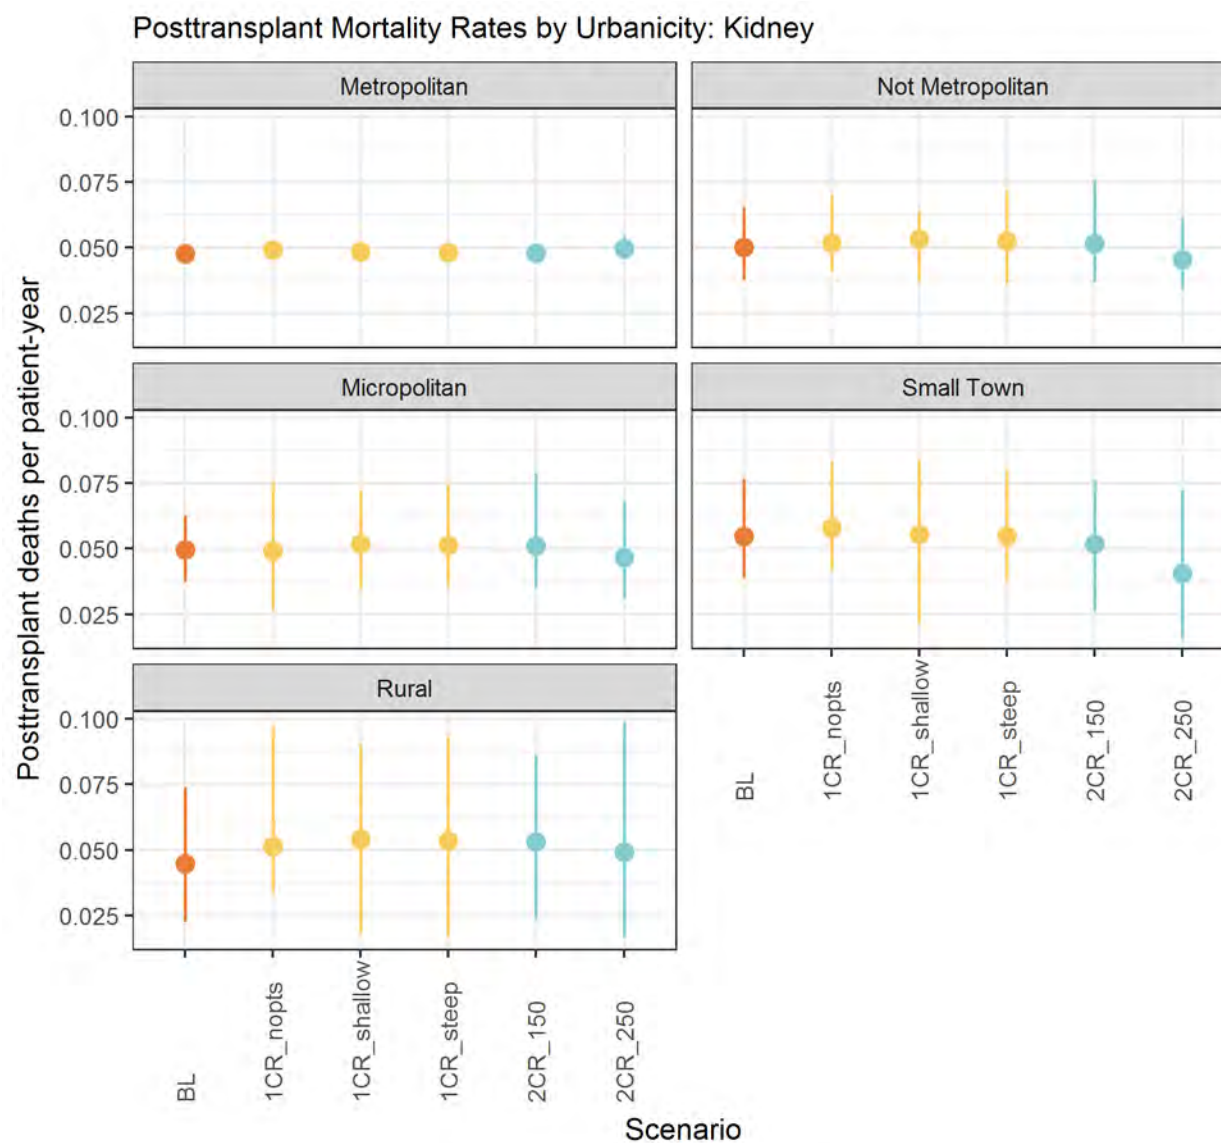 Posttransplant Mortality Rates by Urbanicity: Kidney
Metropolitan
Not Metropolitan
0.100
0.075
0.050
0.025
Micropolitan
Small Town
0.100
0.075
0.050
0.025
Rural
0.100
0.075
0.050
0.025
BL
1CR_nopts
1CR_shallow
1CR_steep
2CR_150
2CR_250
BL
1CR_nopts
1CR_shallow
1CR_steep
2CR_150
2CR_250
Posttransplant deaths per patient-year
Scenario